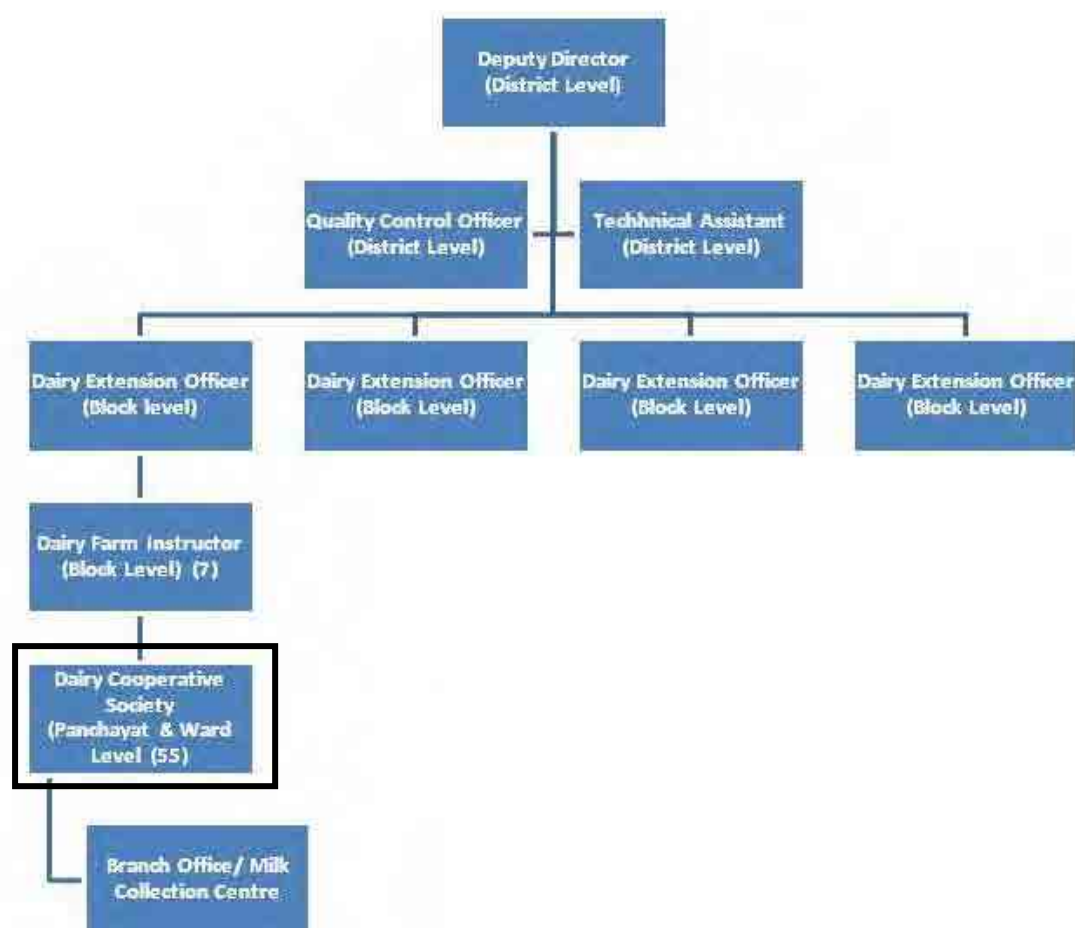 Deputy Director
(District Level)
Quality Control Officer
(District Level)
Techhnical Assistant
(District Level)
Dairy Extension Officer
(Block level)
Dairy Extension Officer
(Block Level)
Dairy Extension Officer
(Block Level)
Dairy Extension Officer
(Block Level)
Dairy Farm Instructor
(Block Level) (7)
Dairy Cooperative
Society
(Panchayat & Ward
Level (55)
Branch Office/ Milk
Collection Centre